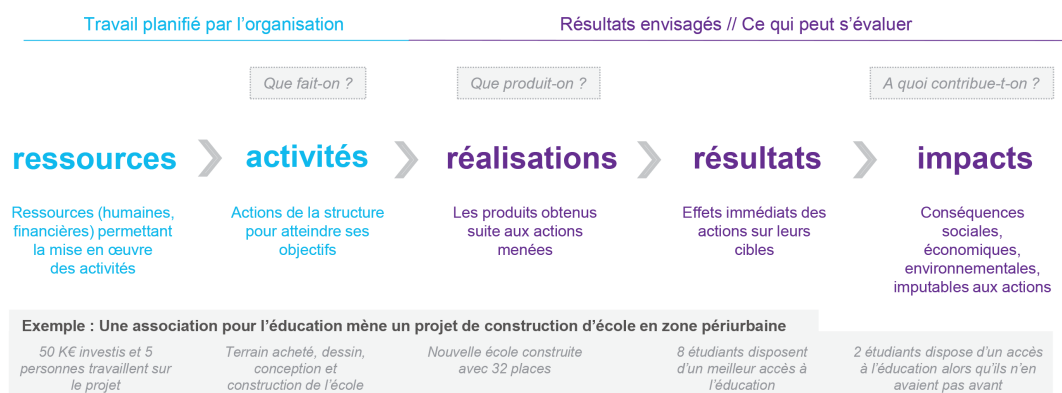 Travail planifié par l'organisation
Résultats envisagés // Ce qui peut s'évaluer
Que fait-on ?
Que produit-on ?
A quoi contribue-t-on ?
ressources
activités
réalisations
résultats
impacts
Ressources (humaines,
financières) permettant
la mise en œuvre
des activités
Actions de la structure
pour atteindre ses
objectifs
Les produits obtenus
suite aux actions
menées
Effets immédiats des
actions sur leurs
cibles
Conséquences
sociales,
économiques,
environnementales,
imputables aux actions
Exemple : Une association pour l'éducation mène un projet de construction d'école en zone périurbaine
50 K€ investis et 5
personnes travaillent sur
le projet
Terrain acheté, dessin,
conception et
construction de l'école
Nouvelle école construite
avec 32 places
8 étudiants disposent
d'un meilleur accès à
l'éducation
2 étudiants dispose d'un accès
à l'éducation alors qu'ils n'en
avaient pas avant